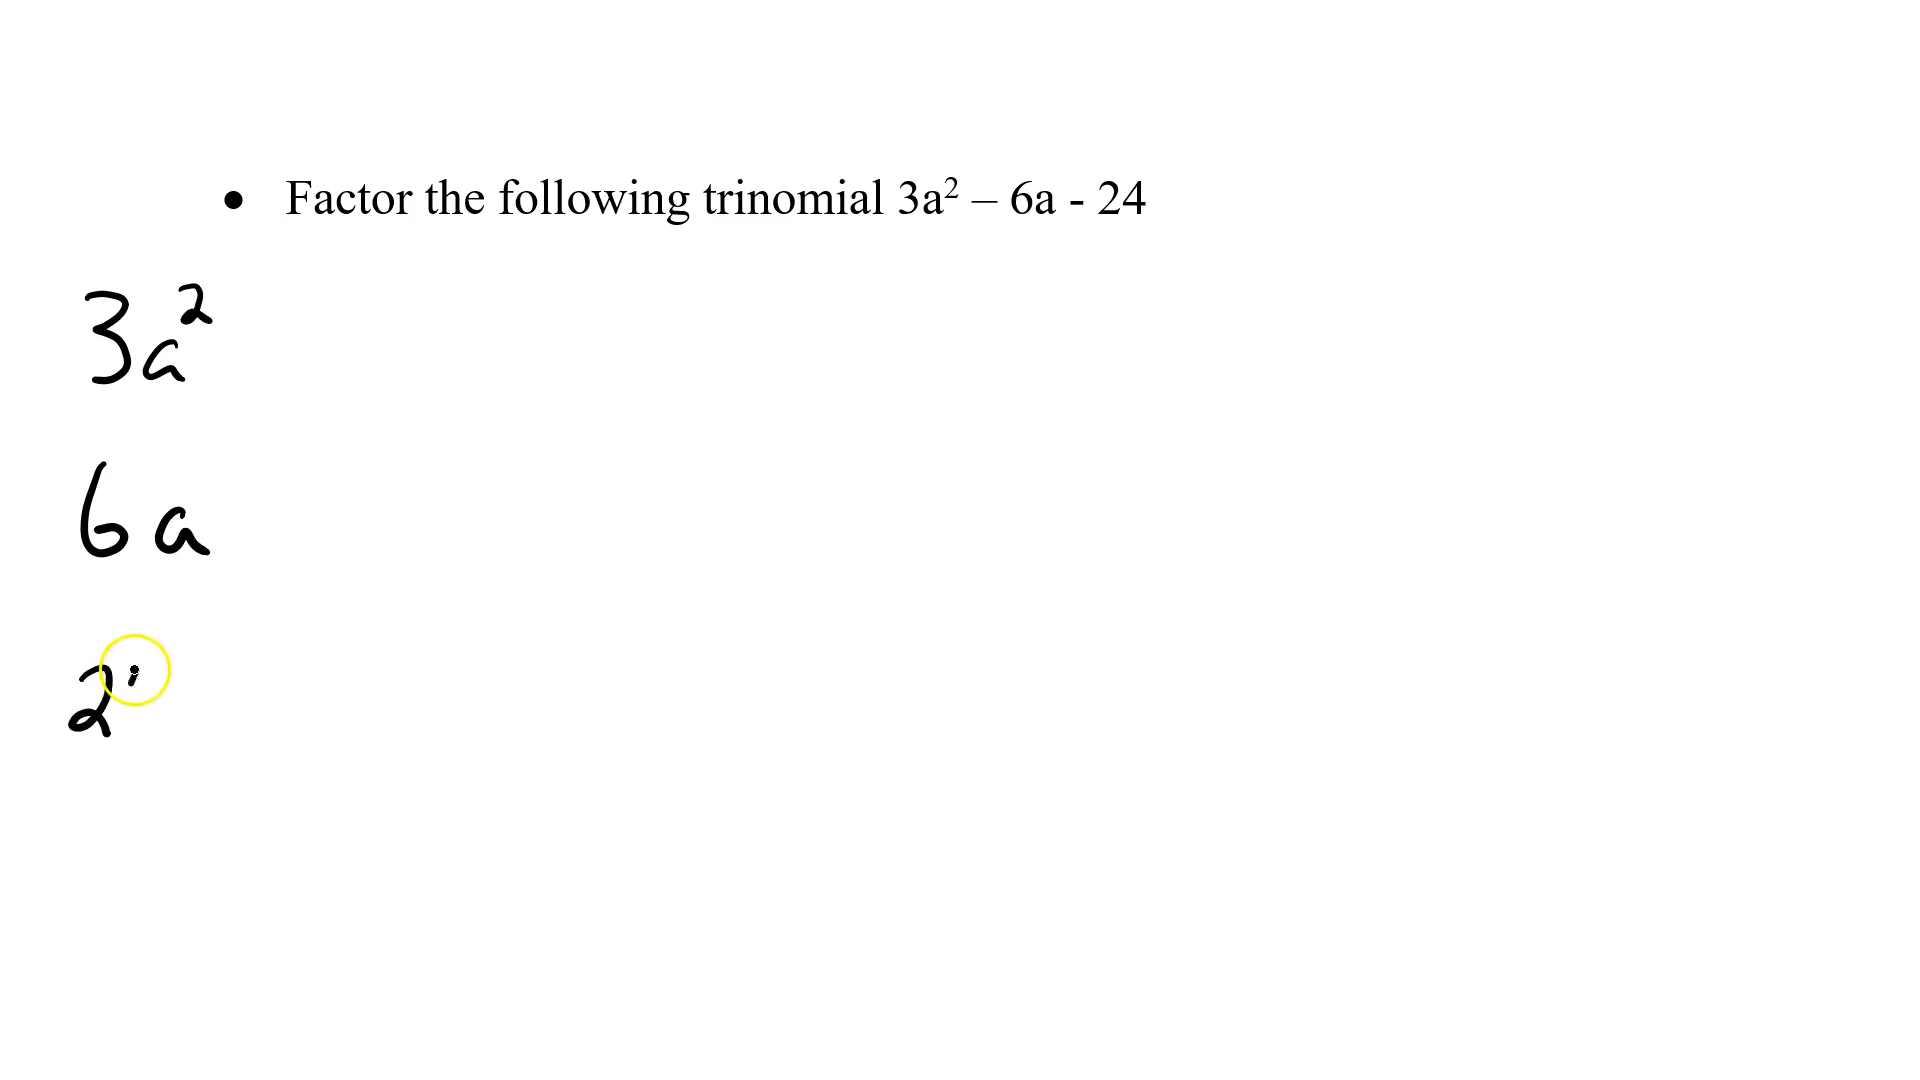 • Factor the following trinomial 3a² – 6a - 24
3a²
6a
2